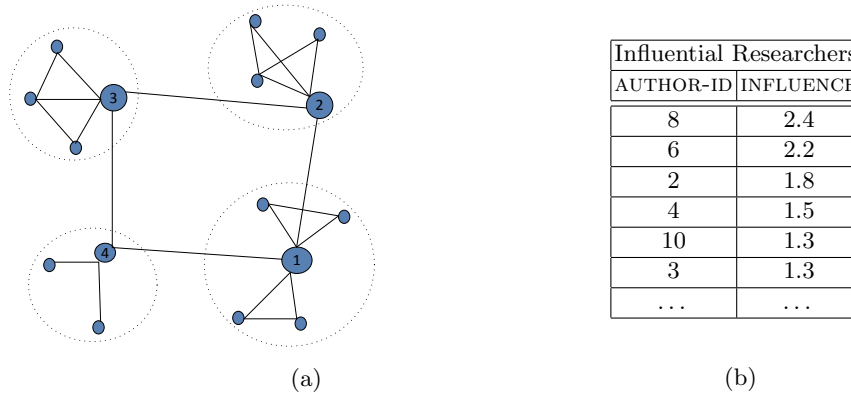 3
2
4
1
(a)
Influential Researchers
AUTHOR-ID INFLUENCE
8 2.4
6 2.2
2 1.8
4 1.5
10 1.3
3 1.3
... ...
(b)